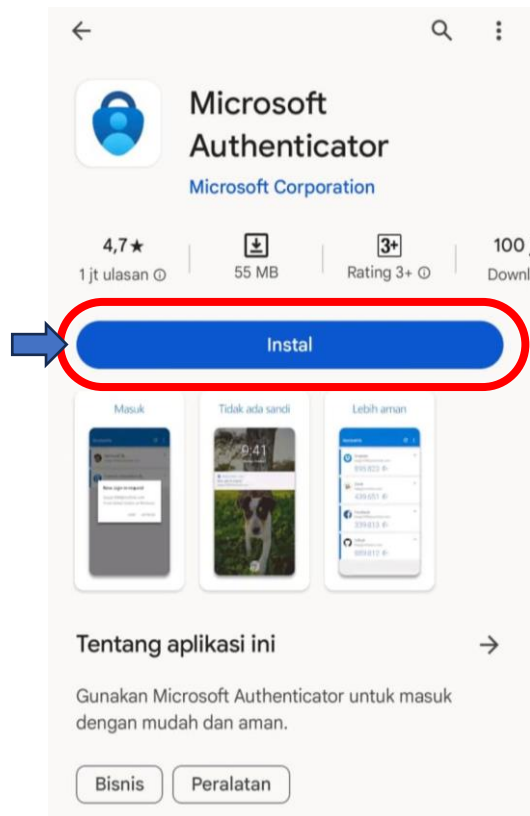 Microsoft
Authenticator
Microsoft Corporation
4,7★
1 jt ulasan
55 MB
3+
Rating 3+
100
Downl
Instal
Masuk
Tidak ada sandi
Lebih aman
9:41
Tentang aplikasi ini
Gunakan Microsoft Authenticator untuk masuk
dengan mudah dan aman.
Bisnis
Peralatan